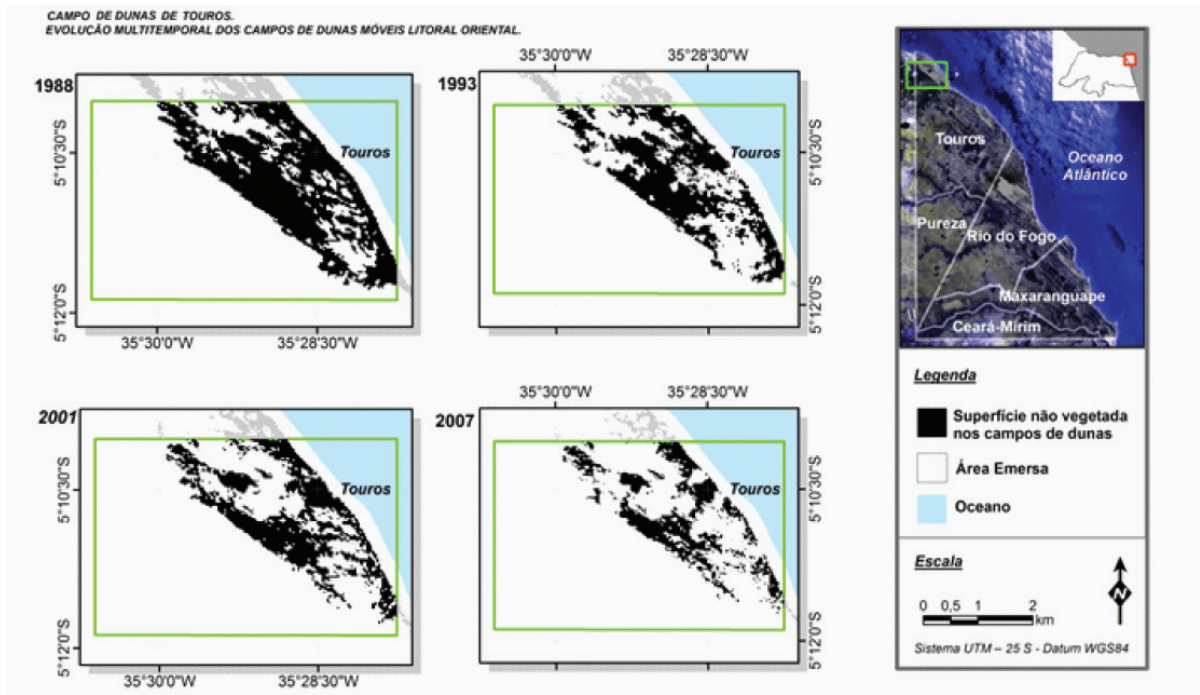 CAMPO DE DUNAS DE TOUROS.
EVOLUÇÃO MULTITEMPORAL DOS CAMPOS DE DUNAS MÓVEIS LITORAL ORIENTAL.
1988
5°10'30"S
5°12'0"S
35°30'0"W
35°28'30"W
Touros
35°30'0"W
35°28'30"W
1993
Touros
5°10'30"S
5°12'0"S
2001
5°10'30"S
5°12'0"S
35°30'0"W
35°28'30"W
Touros
35°30'0"W
35°28'30"W
2007
Touros
5°10'30"S
5°12'0"S
Touros
Oceano
Atlântico
Pureza
Rio do Fogo
Maxaranguape
Ceará-Mirim
Legenda
Superfície não vegetada
nos campos de dunas
Área Emersa
Oceano
Escala
0 0,5 1 2
km
N
Sistema UTM – 25 S - Datum WGS84